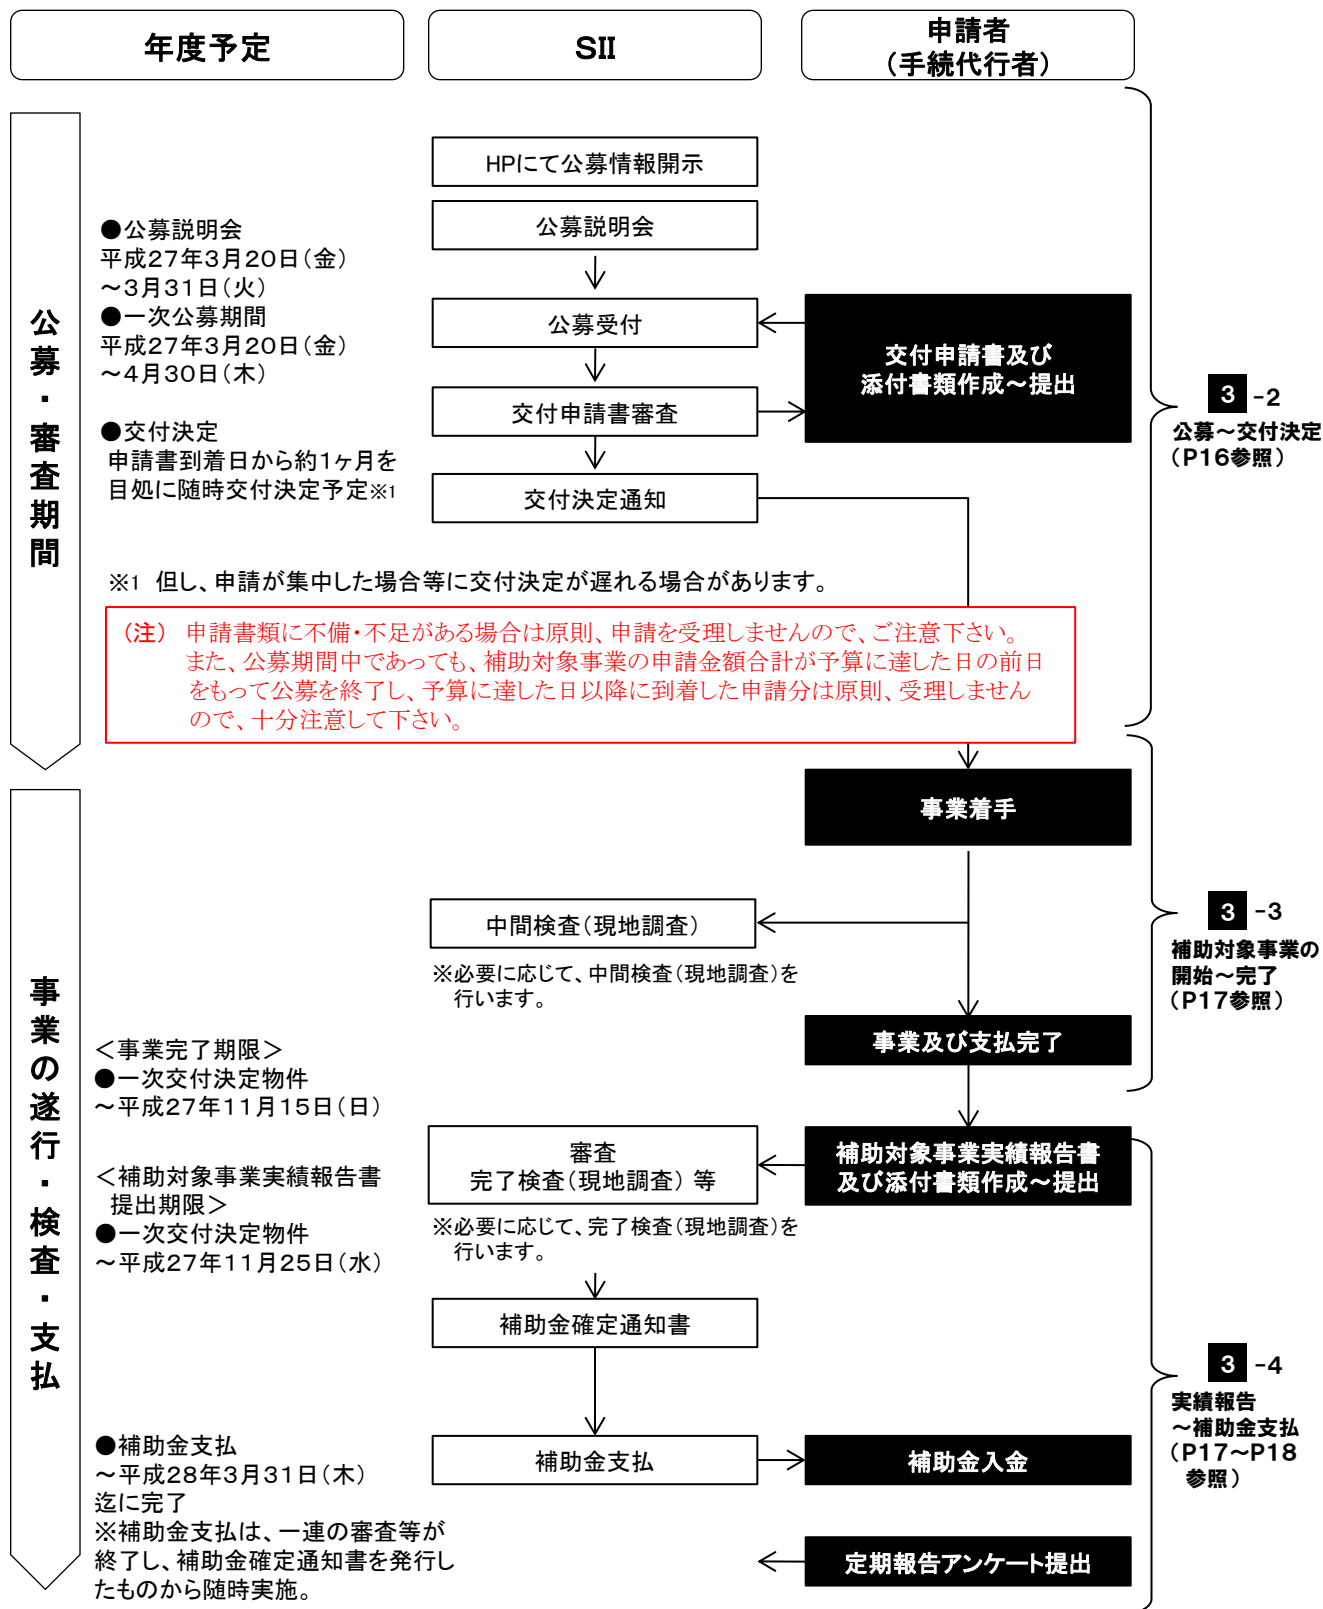 年度予定
SII
申請者
（手続代行者）
公募・審査期間
HPにて公募情報開示
公募説明会
●公募説明会
平成27年3月20日（金）
～3月31日（火）
●一次公募期間
平成27年3月20日（金）
～4月30日（木）
公募受付
交付申請書及び
添付書類作成～提出
交付申請書審査
●交付決定
申請書到着日から約1ヶ月を
目処に随時交付決定予定※1
交付決定通知
3 -2
公募～交付決定
（P16参照）
※1 但し、申請が集中した場合等に交付決定が遅れる場合があります。
（注） 申請書類に不備・不足がある場合は原則、申請を受理しませんので、ご注意下さい。
また、公募期間中であっても、補助対象事業の申請金額合計が予算に達した日の前日
をもって公募を終了し、予算に達した日以降に到着した申請分は原則、受理しません
ので、十分注意して下さい。
事業の遂行・検査・支払
事業着手
中間検査（現地調査）
※必要に応じて、中間検査（現地調査）を
行います。
事業及び支払完了
3 -3
補助対象事業の
開始～完了
（P17参照）
＜事業完了期限＞
●一次交付決定物件
～平成27年11月15日（日）
＜補助対象事業実績報告書
提出期限＞
●一次交付決定物件
～平成27年11月25日（水）
審査
完了検査（現地調査） 等
※必要に応じて、完了検査（現地調査）を
行います。
補助対象事業実績報告書
及び添付書類作成～提出
補助金確定通知書
補助金支払
補助金入金
●補助金支払
～平成28年3月31日（木）
迄に完了
※補助金支払は、一連の審査等が
終了し、補助金確定通知書を発行し
たものから随時実施。
定期報告アンケート提出
3 -4
実績報告
～補助金支払
（P17～P18
参照）